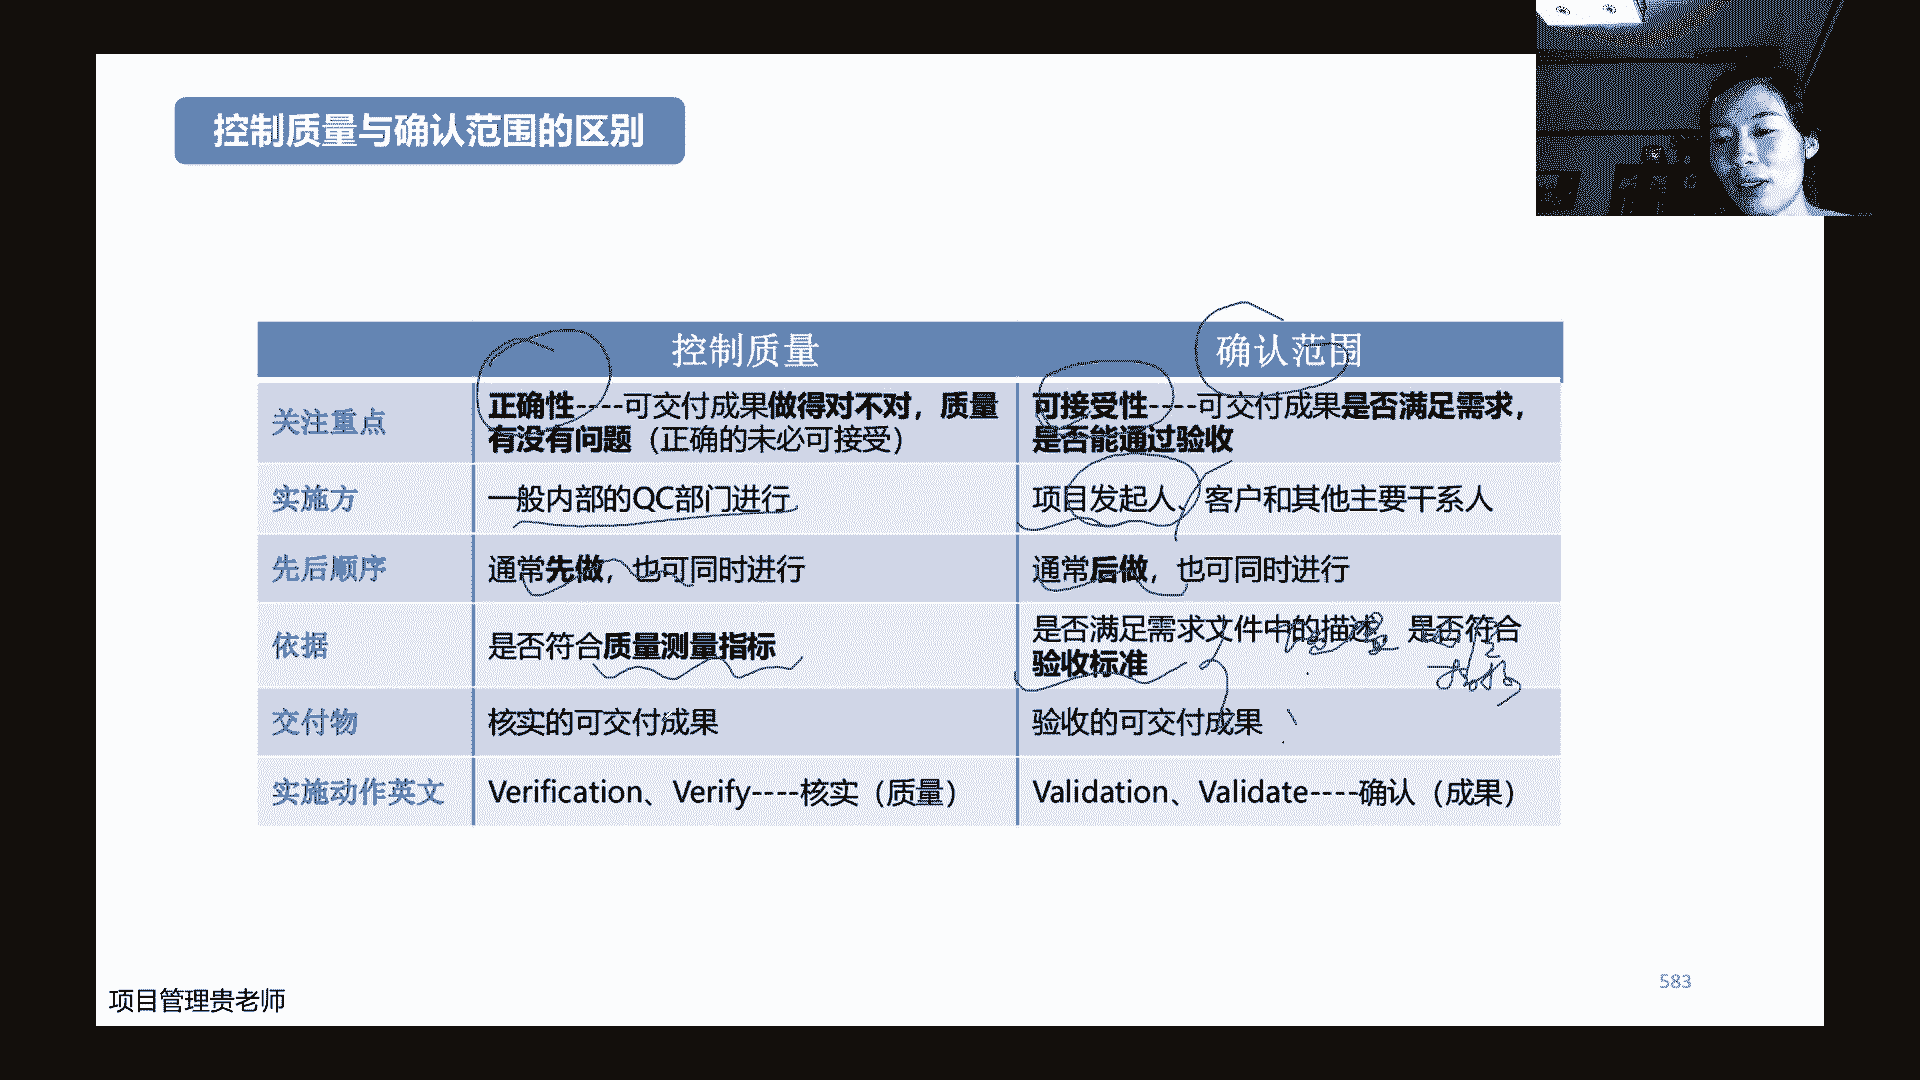 控制质量与确认范围的区别
控制质量 确认范围
关注重点 正确性----可交付成果做得对不对，质量 可接受性----可交付成果是否满足需求，
有没有问题（正确的未必可接受） 是否能通过验收
实施方 一般内部的QC部门进行 项目发起人、客户和其他主要干系人
先后顺序 通常先做，也可同时进行 通常后做，也可同时进行
依据 是否符合质量测量指标 是否满足需求文件中的描述，是否符合
验收标准
交付物 核实的可交付成果 验收的可交付成果
实施动作英文 Verification、Verify----核实（质量） Validation、Validate----确认（成果）
583
项目管理贵老师